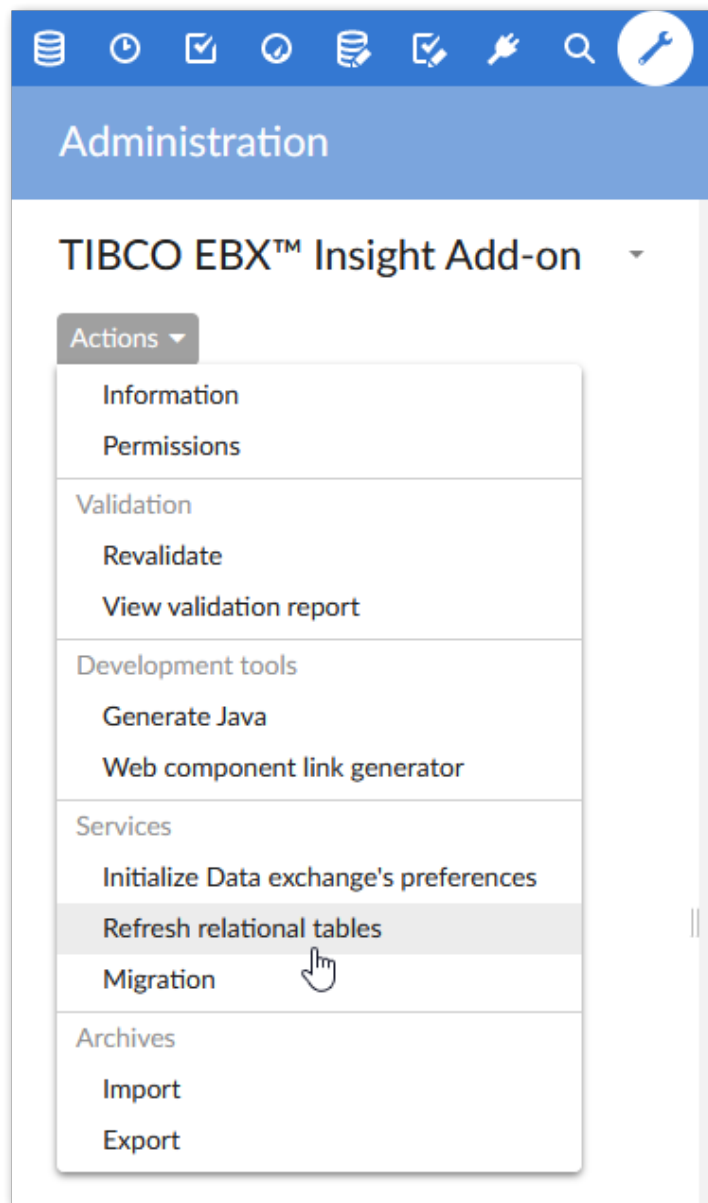 Administration
TIBCO EBX™ Insight Add-on
Actions
Information
Permissions
Validation
Revalidate
View validation report
Development tools
Generate Java
Web component link generator
Services
Initialize Data exchange's preferences
Refresh relational tables
Migration
Archives
Import
Export